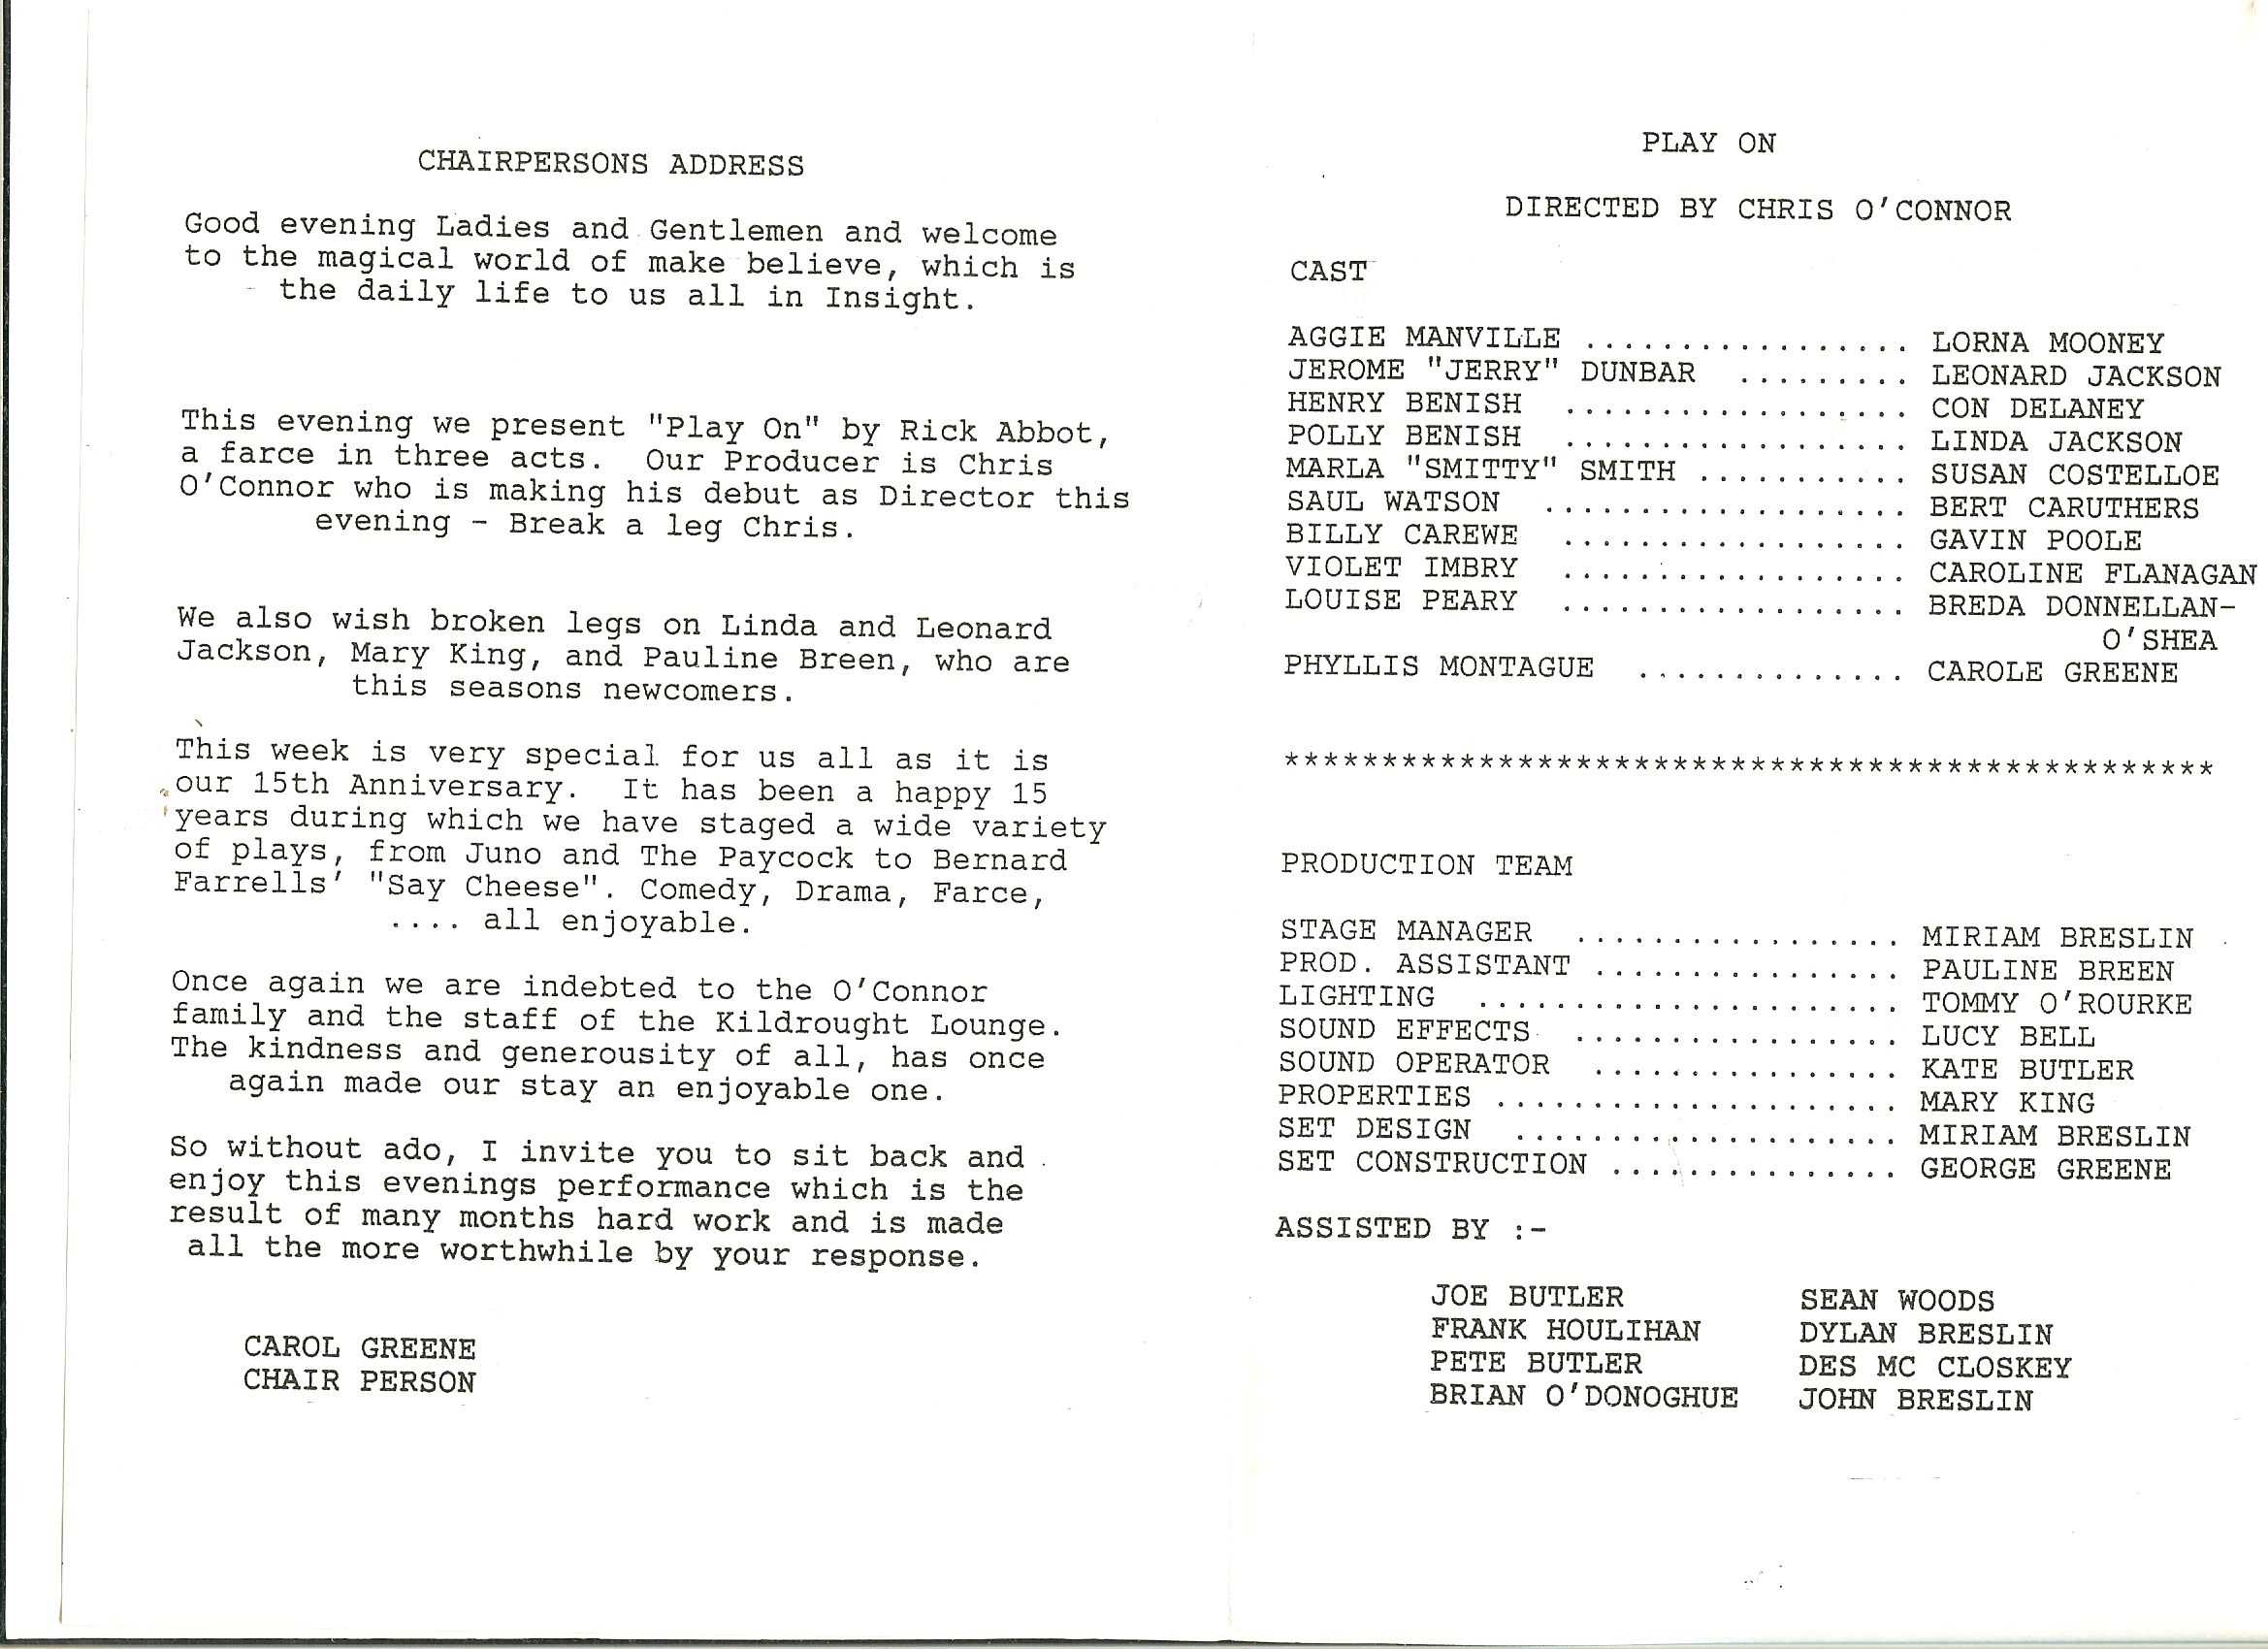 CHAIRPERSONS ADDRESS
Good evening Ladies and Gentlemen and welcome
to the magical world of make believe, which is
the daily life to us all in Insight.
This evening we present "Play On" by Rick Abbot,
a farce in three acts. Our Producer is Chris
O'Connor who is making his debut as Director this
evening - Break a leg Chris.
We also wish broken legs on Linda and Leonard
Jackson, Mary King, and Pauline Breen, who are
this seasons newcomers.
This week is very special for us all as it is
our 15th Anniversary. It has been a happy 15
years during which we have staged a wide variety
of plays, from Juno and The Paycock to Bernard
Farrells' "Say Cheese". Comedy, Drama, Farce,
.... all enjoyable.
Once again we are indebted to the O'Connor
family and the staff of the Kildrought Lounge.
The kindness and generousity of all, has once
again made our stay an enjoyable one.
So without ado, I invite you to sit back and
enjoy this evenings performance which is the
result of many months hard work and is made
all the more worthwhile by your response.
CAROL GREENE
CHAIR PERSON
PLAY ON
DIRECTED BY CHRIS O'CONNOR
CAST
AGGIE MANVILLE ................. LORNA MOONEY
JEROME "JERRY" DUNBAR ......... LEONARD JACKSON
HENRY BENISH .................. CON DELANEY
POLLY BENISH .................. LINDA JACKSON
MARLA "SMITTY" SMITH ........... SUSAN COSTELLOE
SAUL WATSON ................... BERT CARUTHERS
BILLY CAREWE .................. GAVIN POOLE
VIOLET IMBRY .................. CAROLINE FLANAGAN
LOUISE PEARY .................. BREDA DONNELLAN-
O'SHEA
PHYLLIS MONTAGUE .............. CAROLE GREENE
************************************************
PRODUCTION TEAM
STAGE MANAGER ................. MIRIAM BRESLIN
PROD. ASSISTANT ................ PAULINE BREEN
LIGHTING ...................... TOMMY O'ROURKE
SOUND EFFECTS ................. LUCY BELL
SOUND OPERATOR ................ KATE BUTLER
PROPERTIES ..................... MARY KING
SET DESIGN .................... MIRIAM BRESLIN
SET CONSTRUCTION ............... GEORGE GREENE
ASSISTED BY :-
JOE BUTLER SEAN WOODS
FRANK HOULIHAN DYLAN BRESLIN
PETE BUTLER DES MC CLOSKEY
BRIAN O'DONOGHUE JOHN BRESLIN